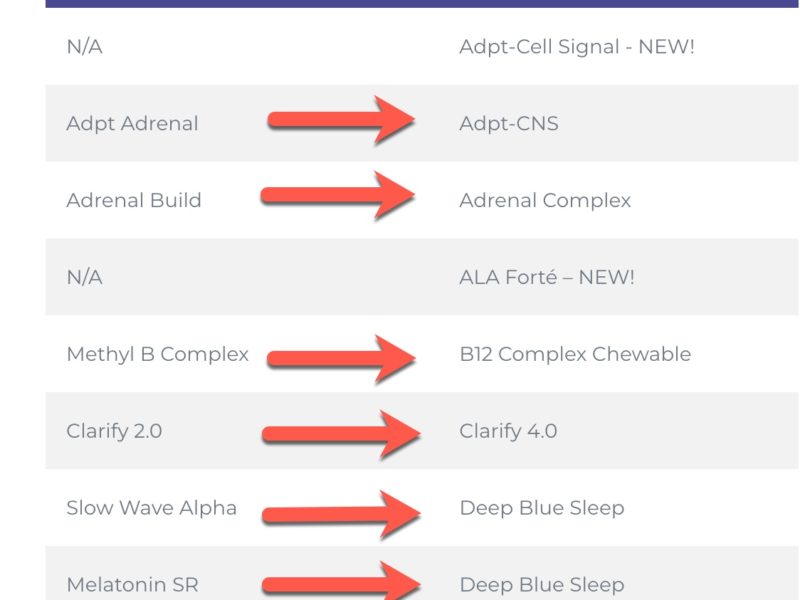 N/A Adpt-Cell Signal - NEW!
Adpt Adrenal Adpt-CNS
Adrenal Build Adrenal Complex
N/A ALA Forté – NEW!
Methyl B Complex B12 Complex Chewable
Clarify 2.0 Clarify 4.0
Slow Wave Alpha Deep Blue Sleep
Melatonin SR Deep Blue Sleep